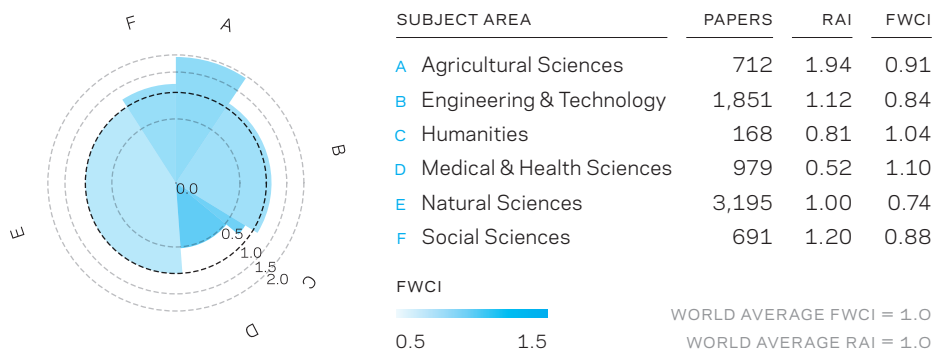 F
A
B
C
D
E
0.0
0.5
1.0
1.5
2.0
SUBJECT AREA PAPERS RAI FWCI
A Agricultural Sciences 712 1.94 0.91
B Engineering & Technology 1,851 1.12 0.84
C Humanities 168 0.81 1.04
D Medical & Health Sciences 979 0.52 1.10
E Natural Sciences 3,195 1.00 0.74
F Social Sciences 691 1.20 0.88
FWCI
0.5 1.5
WORLD AVERAGE FWCI = 1.0
WORLD AVERAGE RAI = 1.0